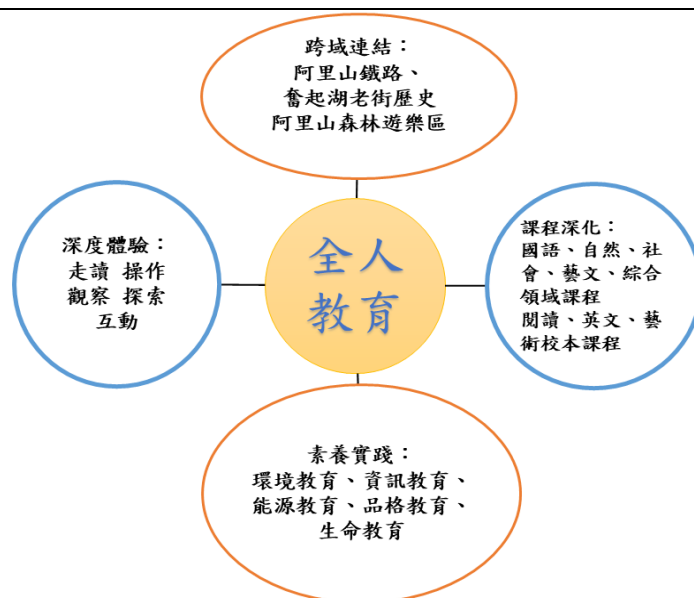 跨域連結：
阿里山鐵路、
奮起湖老街歷史
阿里山森林遊樂區
深度體驗：
走讀 操作
觀察 探索
互動
全人
教育
課程深化：
國語、自然、社
會、藝文、綜合
領域課程
閱讀、英文、藝
術校本課程
素養實踐：
環境教育、資訊教育、
能源教育、品格教育、
生命教育